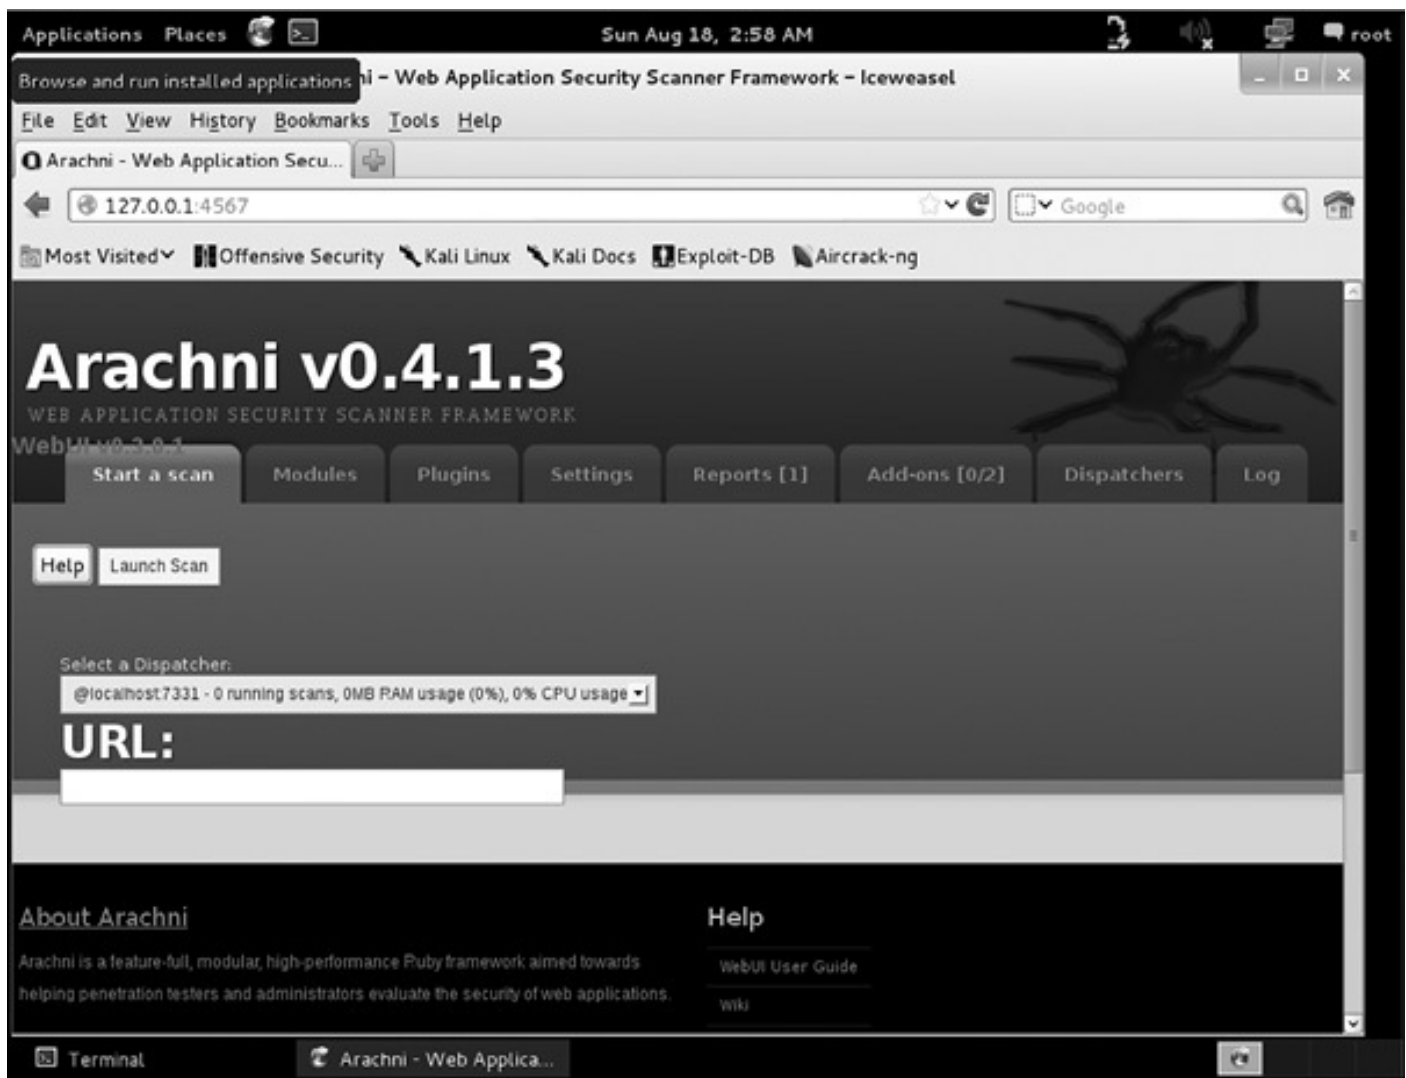 Applications Places Sun Aug 18, 2:58 AM root
Browse and run installed applications ni - Web Application Security Scanner Framework - Iceweasel
File Edit View History Bookmarks Tools Help
Arachni - Web Application Secu...
127.0.0.1:4567 Google
Most Visited Offensive Security Kali Linux Kali Docs Exploit-DB Aircrack-ng
Arachni v0.4.1.3
WEB APPLICATION SECURITY SCANNER FRAMEWORK
WebUI v0.3.0.1
Start a scan Modules Plugins Settings Reports [1] Add-ons [0/2] Dispatchers Log
Help Launch Scan
Select a Dispatcher:
@localhost:7331 - 0 running scans, 0MB RAM usage (0%), 0% CPU usage
URL:
About Arachni Help
Arachni is a feature-full, modular, high-performance Ruby framework aimed towards
helping penetration testers and administrators evaluate the security of web applications.
WebUI User Guide
Wiki
Terminal Arachni - Web Applica...